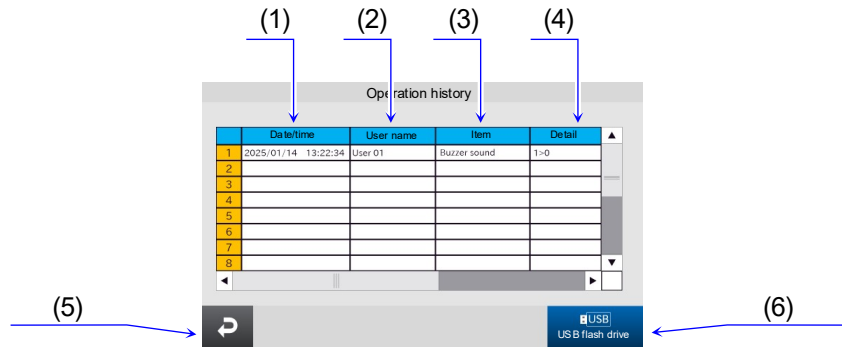 (1) (2) (3) (4)
Operation history
Date/time User name Item Detail
1 2025/01/14 13:22:34 User 01 Buzzer sound 1>0
2
3
4
5
6
7
8
(5) (6)
USB
USB flash drive